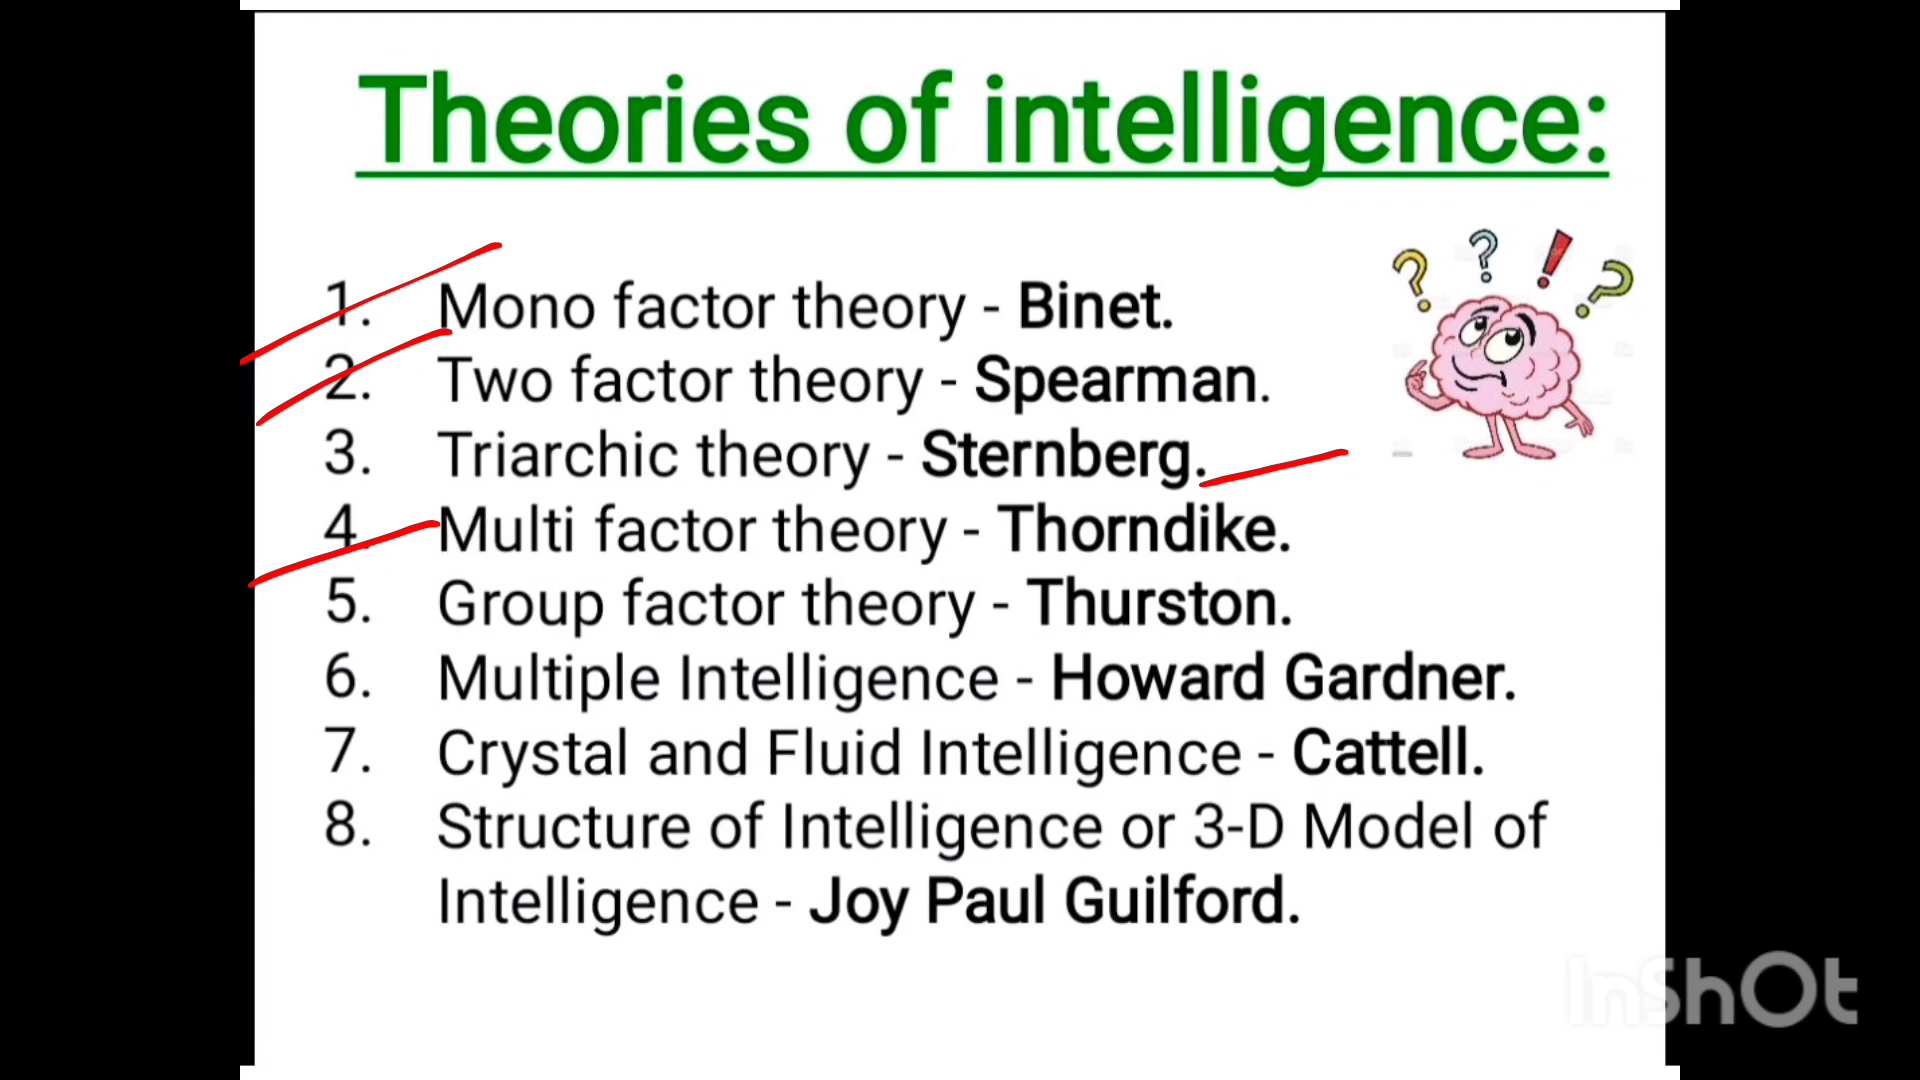 Theories of intelligence:
1. Mono factor theory - Binet.
2. Two factor theory - Spearman.
3. Triarchic theory - Sternberg.
4. Multi factor theory - Thorndike.
5. Group factor theory - Thurston.
6. Multiple Intelligence - Howard Gardner.
7. Crystal and Fluid Intelligence - Cattell.
8. Structure of Intelligence or 3-D Model of
Intelligence - Joy Paul Guilford.
InShOt